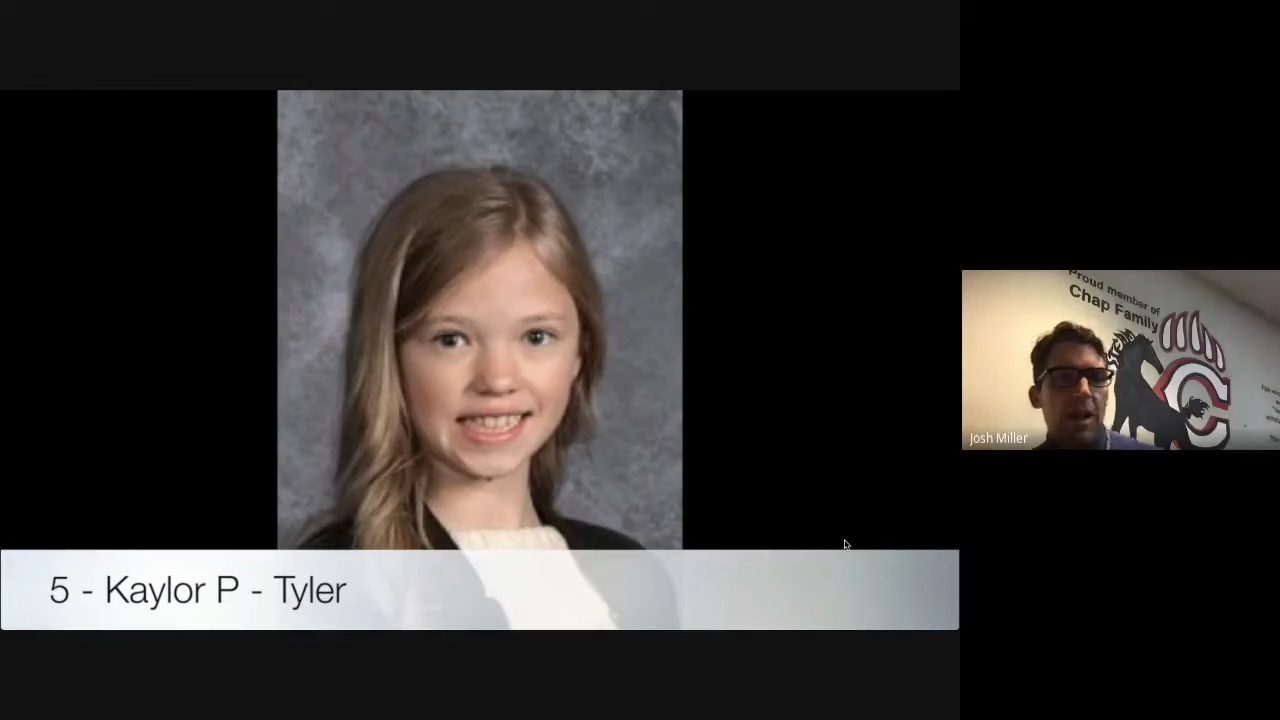 5 - Kaylor P - Tyler
Proud member of
Chap Family
Josh Miller
C